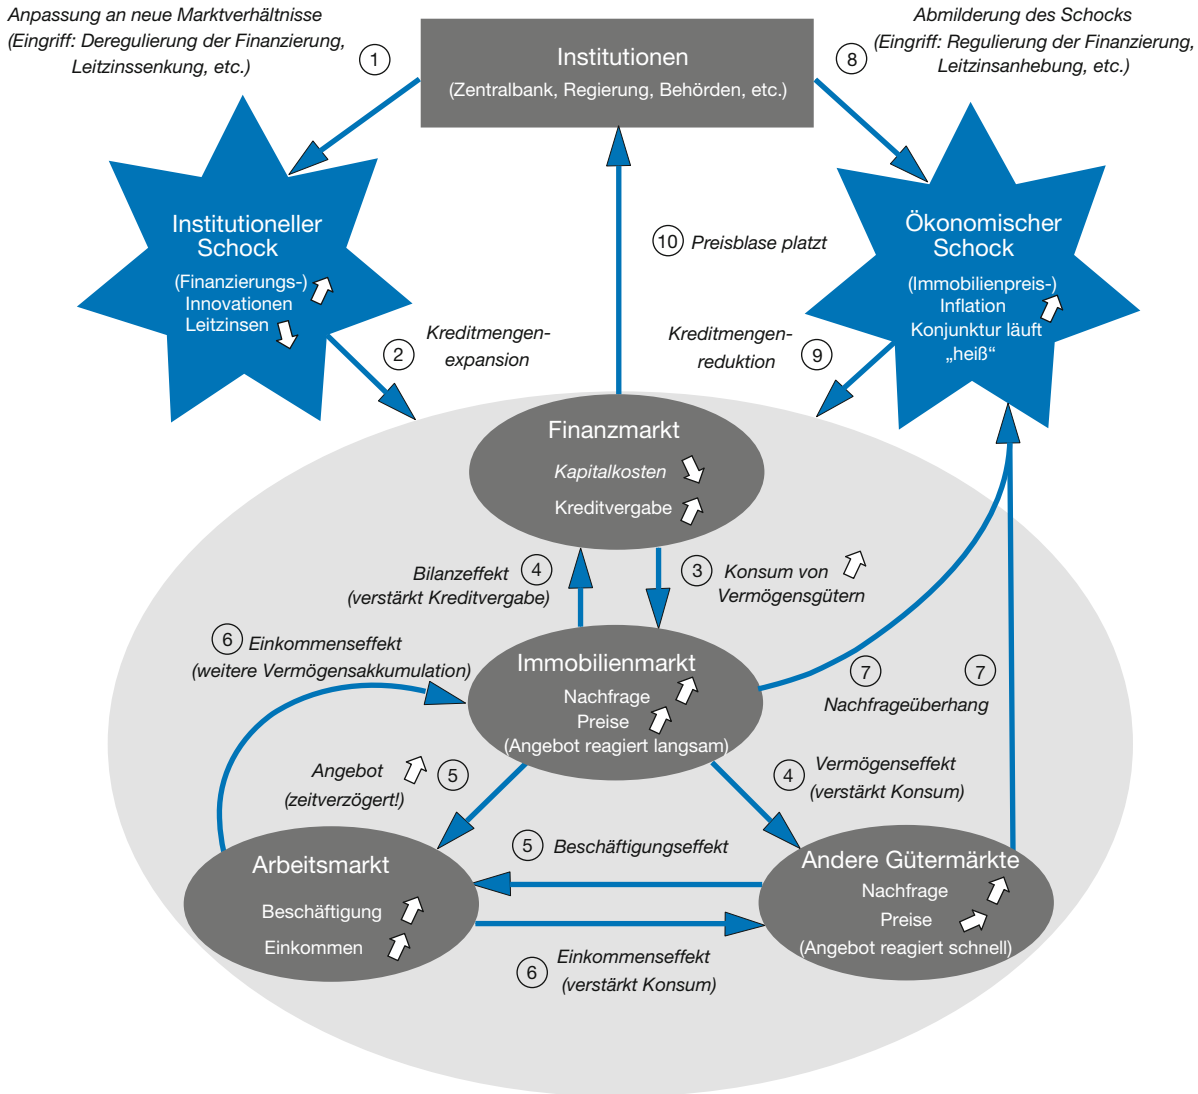 Anpassung an neue Marktverhältnisse
(Eingriff: Deregulierung der Finanzierung,
Leitzinssenkung, etc.)
1
Institutionen
(Zentralbank, Regierung, Behörden, etc.)
8
Abmilderung des Schocks
(Eingriff: Regulierung der Finanzierung,
Leitzinsanhebung, etc.)
Institutioneller
Schock
(Finanzierungs-)
Innovationen
Leitzinsen
10 Preisblase platzt
Ökonomischer
Schock
(Immobilienpreis-)
Inflation
Konjunktur läuft
„heiß“
2
Kreditmengen-
expansion
Kreditmengen-
reduktion
9
Finanzmarkt
Kapitalkosten
Kreditvergabe
Bilanzeffekt 4
(verstärkt Kreditvergabe)
3 Konsum von
Vermögensgütern
6 Einkommenseffekt
(weitere Vermögensakkumulation)
Immobilienmarkt
Nachfrage
Preise
(Angebot reagiert langsam)
7
7
Nachfrageüberhang
Angebot
(zeitverzögert!)
5
4
Vermögenseffekt
(verstärkt Konsum)
5 Beschäftigungseffekt
Arbeitsmarkt
Beschäftigung
Einkommen
Andere Gütermärkte
Nachfrage
Preise
(Angebot reagiert schnell)
6
Einkommenseffekt
(verstärkt Konsum)